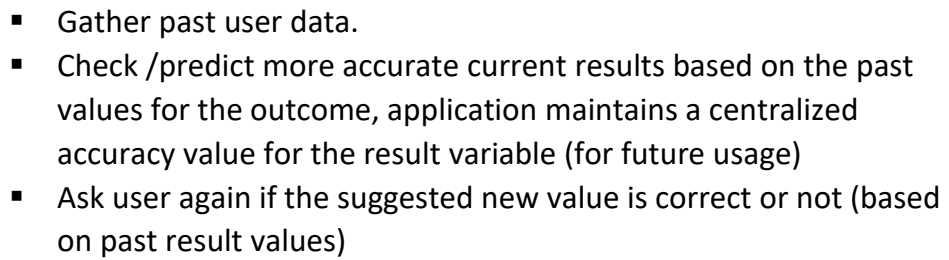 ▪ Gather past user data.
▪ Check /predict more accurate current results based on the past
values for the outcome, application maintains a centralized
accuracy value for the result variable (for future usage)
▪ Ask user again if the suggested new value is correct or not (based
on past result values)